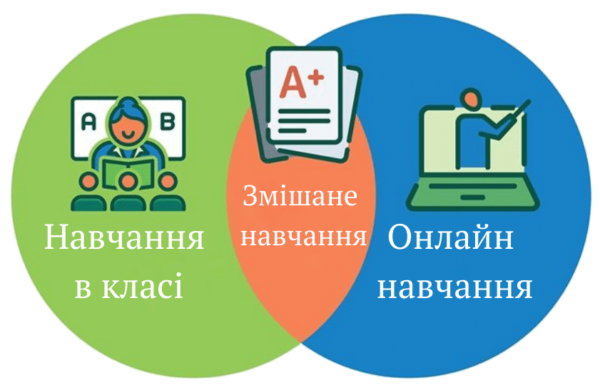 A B
A+
Навчання
в класі
Змішане
навчання
Онлайн
навчання